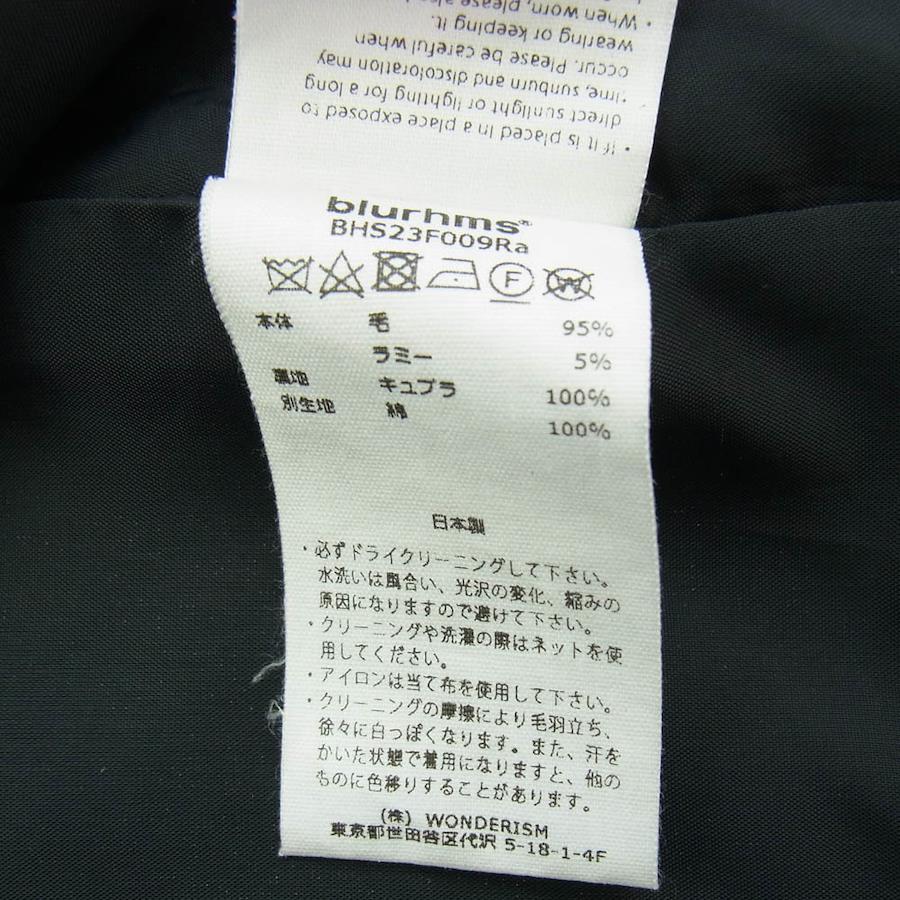 · When worn, please
wearing or keeping it.
occur. Please be careful when
time, sunburn and discoloration may
direct sunlight or lighting for a long
· If it is placed in a place exposed to
blurhms®
BHS23F009Ra
F W
本体 毛 95%
ラミー 5%
裏地 キュプラ 100%
別生地 綿 100%
日本製
・必ずドライクリーニングして下さい。
水洗いは風合い、光沢の変化、縮みの
原因になりますので避けて下さい。
・クリーニングや洗濯の際はネットを使
用してください。
・アイロンは当て布を使用して下さい。
・クリーニングの摩擦により毛羽立ち、
徐々に白っぽくなります。また、汗を
かいた状態で着用になりますと、他の
ものに色移りすることがあります。
(株) WONDERISM
東京都世田谷区代沢 5-18-1-4F